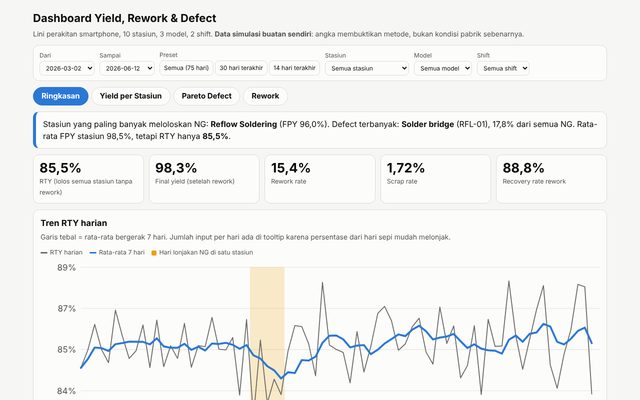 Dashboard Yield, Rework & Defect
Lini perakitan smartphone, 10 stasiun, 3 model, 2 shift. Data simulasi buatan sendiri: angka membuktikan metode, bukan kondisi pabrik sebenarnya.
Dari Sampai Preset Stasiun Model Shift
2026-03-02 2026-06-12 Semua (75 hari) 30 hari terakhir 14 hari terakhir Semua stasiun Semua model Semua shift
Ringkasan Yield per Stasiun Pareto Defect Rework
Stasiun yang paling banyak meloloskan NG: Reflow Soldering (FPY 96,0%). Defect terbanyak: Solder bridge (RFL-01), 17,8% dari semua NG. Rata-
rata FPY stasiun 98,5%, tetapi RTY hanya 85,5%.
85,5% 98,3% 15,4% 1,72% 88,8%
RTY (lolos semua stasiun tanpa Final yield (setelah rework) Rework rate Scrap rate Recovery rate rework
rework)
Tren RTY harian
Garis tebal = rata-rata bergerak 7 hari. Jumlah input per hari ada di tooltip karena persentase dari hari sepi mudah melonjak.
RTY harian Rata-rata 7 hari Hari lonjakan NG di satu stasiun
89%
87%
85%
84%